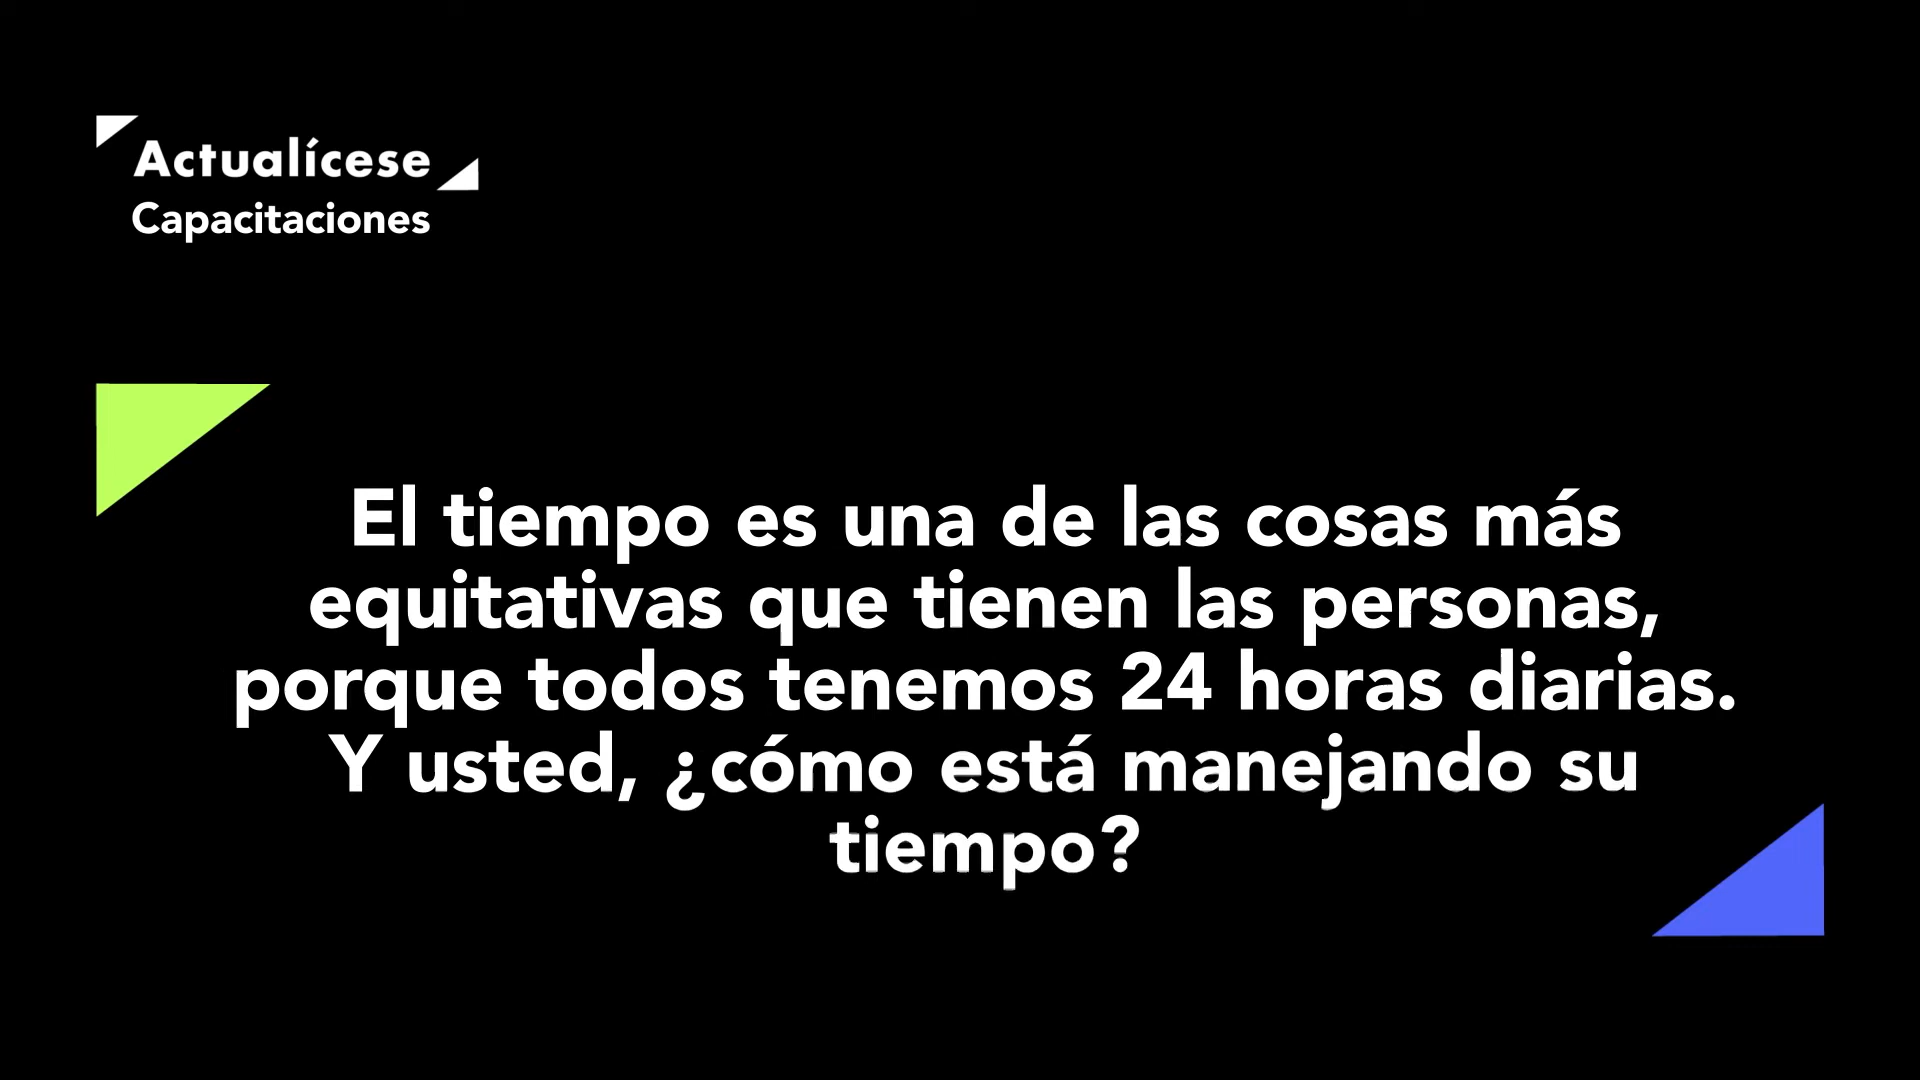 Actualícese
Capacitaciones
El tiempo es una de las cosas más
equitativas que tienen las personas,
porque todos tenemos 24 horas diarias.
Y usted, ¿cómo está manejando su
tiempo?